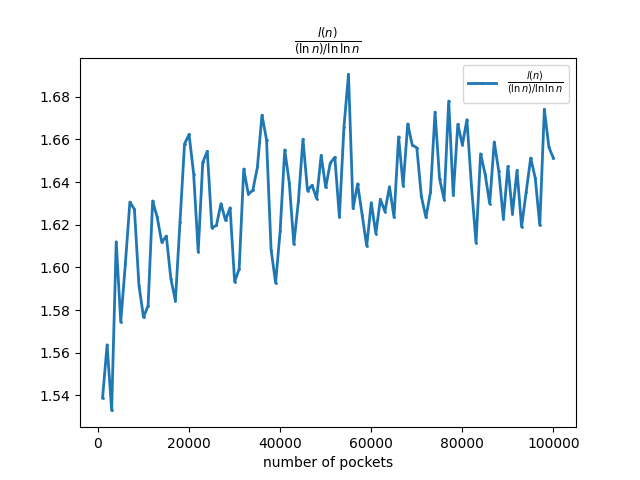 l(n)
(ln n)/ln ln n
l(n)
(ln n)/ln ln n
1.68
1.66
1.64
1.62
1.60
1.58
1.56
1.54
0 20000 40000 60000 80000 100000
number of pockets